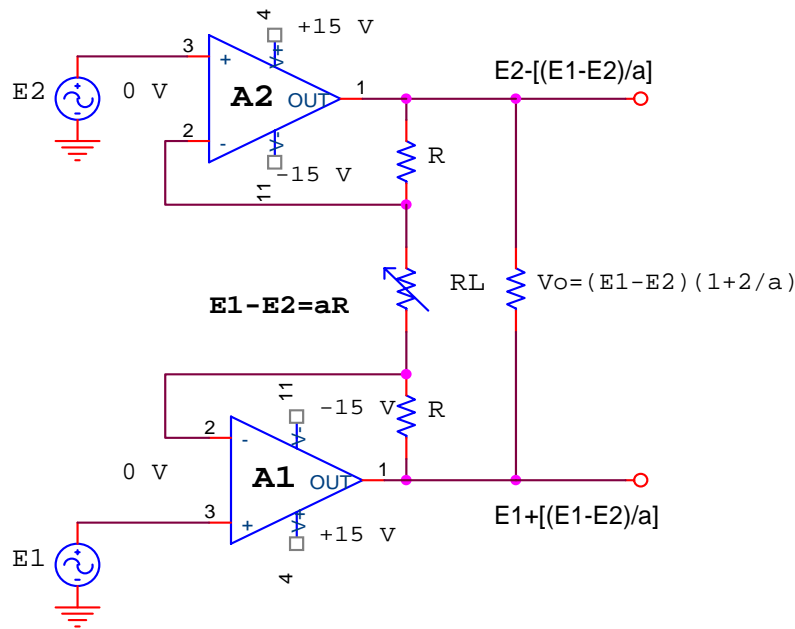 4
+15 V
3
+
V+
E2-[(E1-E2)/a]
E2
0 V
A2
OUT
1
2
-
V-
-15 V
11
R
E1-E2=aR
RL
Vo=(E1-E2)(1+2/a)
11
-15 V
R
2
-
V-
0 V
A1
OUT
1
3
+
V+
E1+[(E1-E2)/a]
+15 V
E1
4